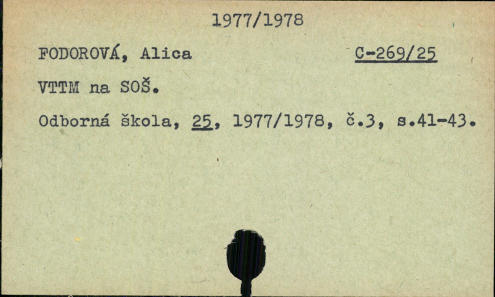 1977/1978
FODOROVÁ, Alica C-269/25
VTTM na SOŠ.
Odborná škola, 25, 1977/1978, č.3, s.41-43.